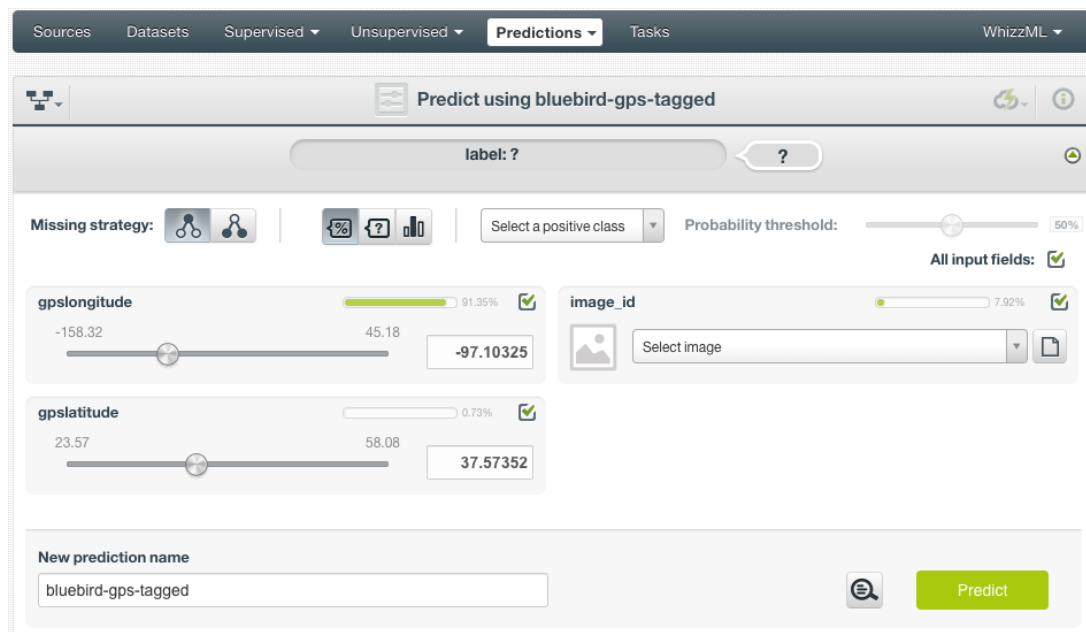 Sources Datasets Supervised Unsupervised Predictions Tasks WhizzML
Predict using bluebird-gps-tagged
label: ? ?
Missing strategy: % ? Select a positive class Probability threshold: 50%
All input fields:
gpslongitude 91.35%
-158.32 45.18
-97.10325
image_id 7.92%
Select image
gpslatitude 0.73%
23.57 58.08
37.57352
New prediction name
bluebird-gps-tagged
Predict